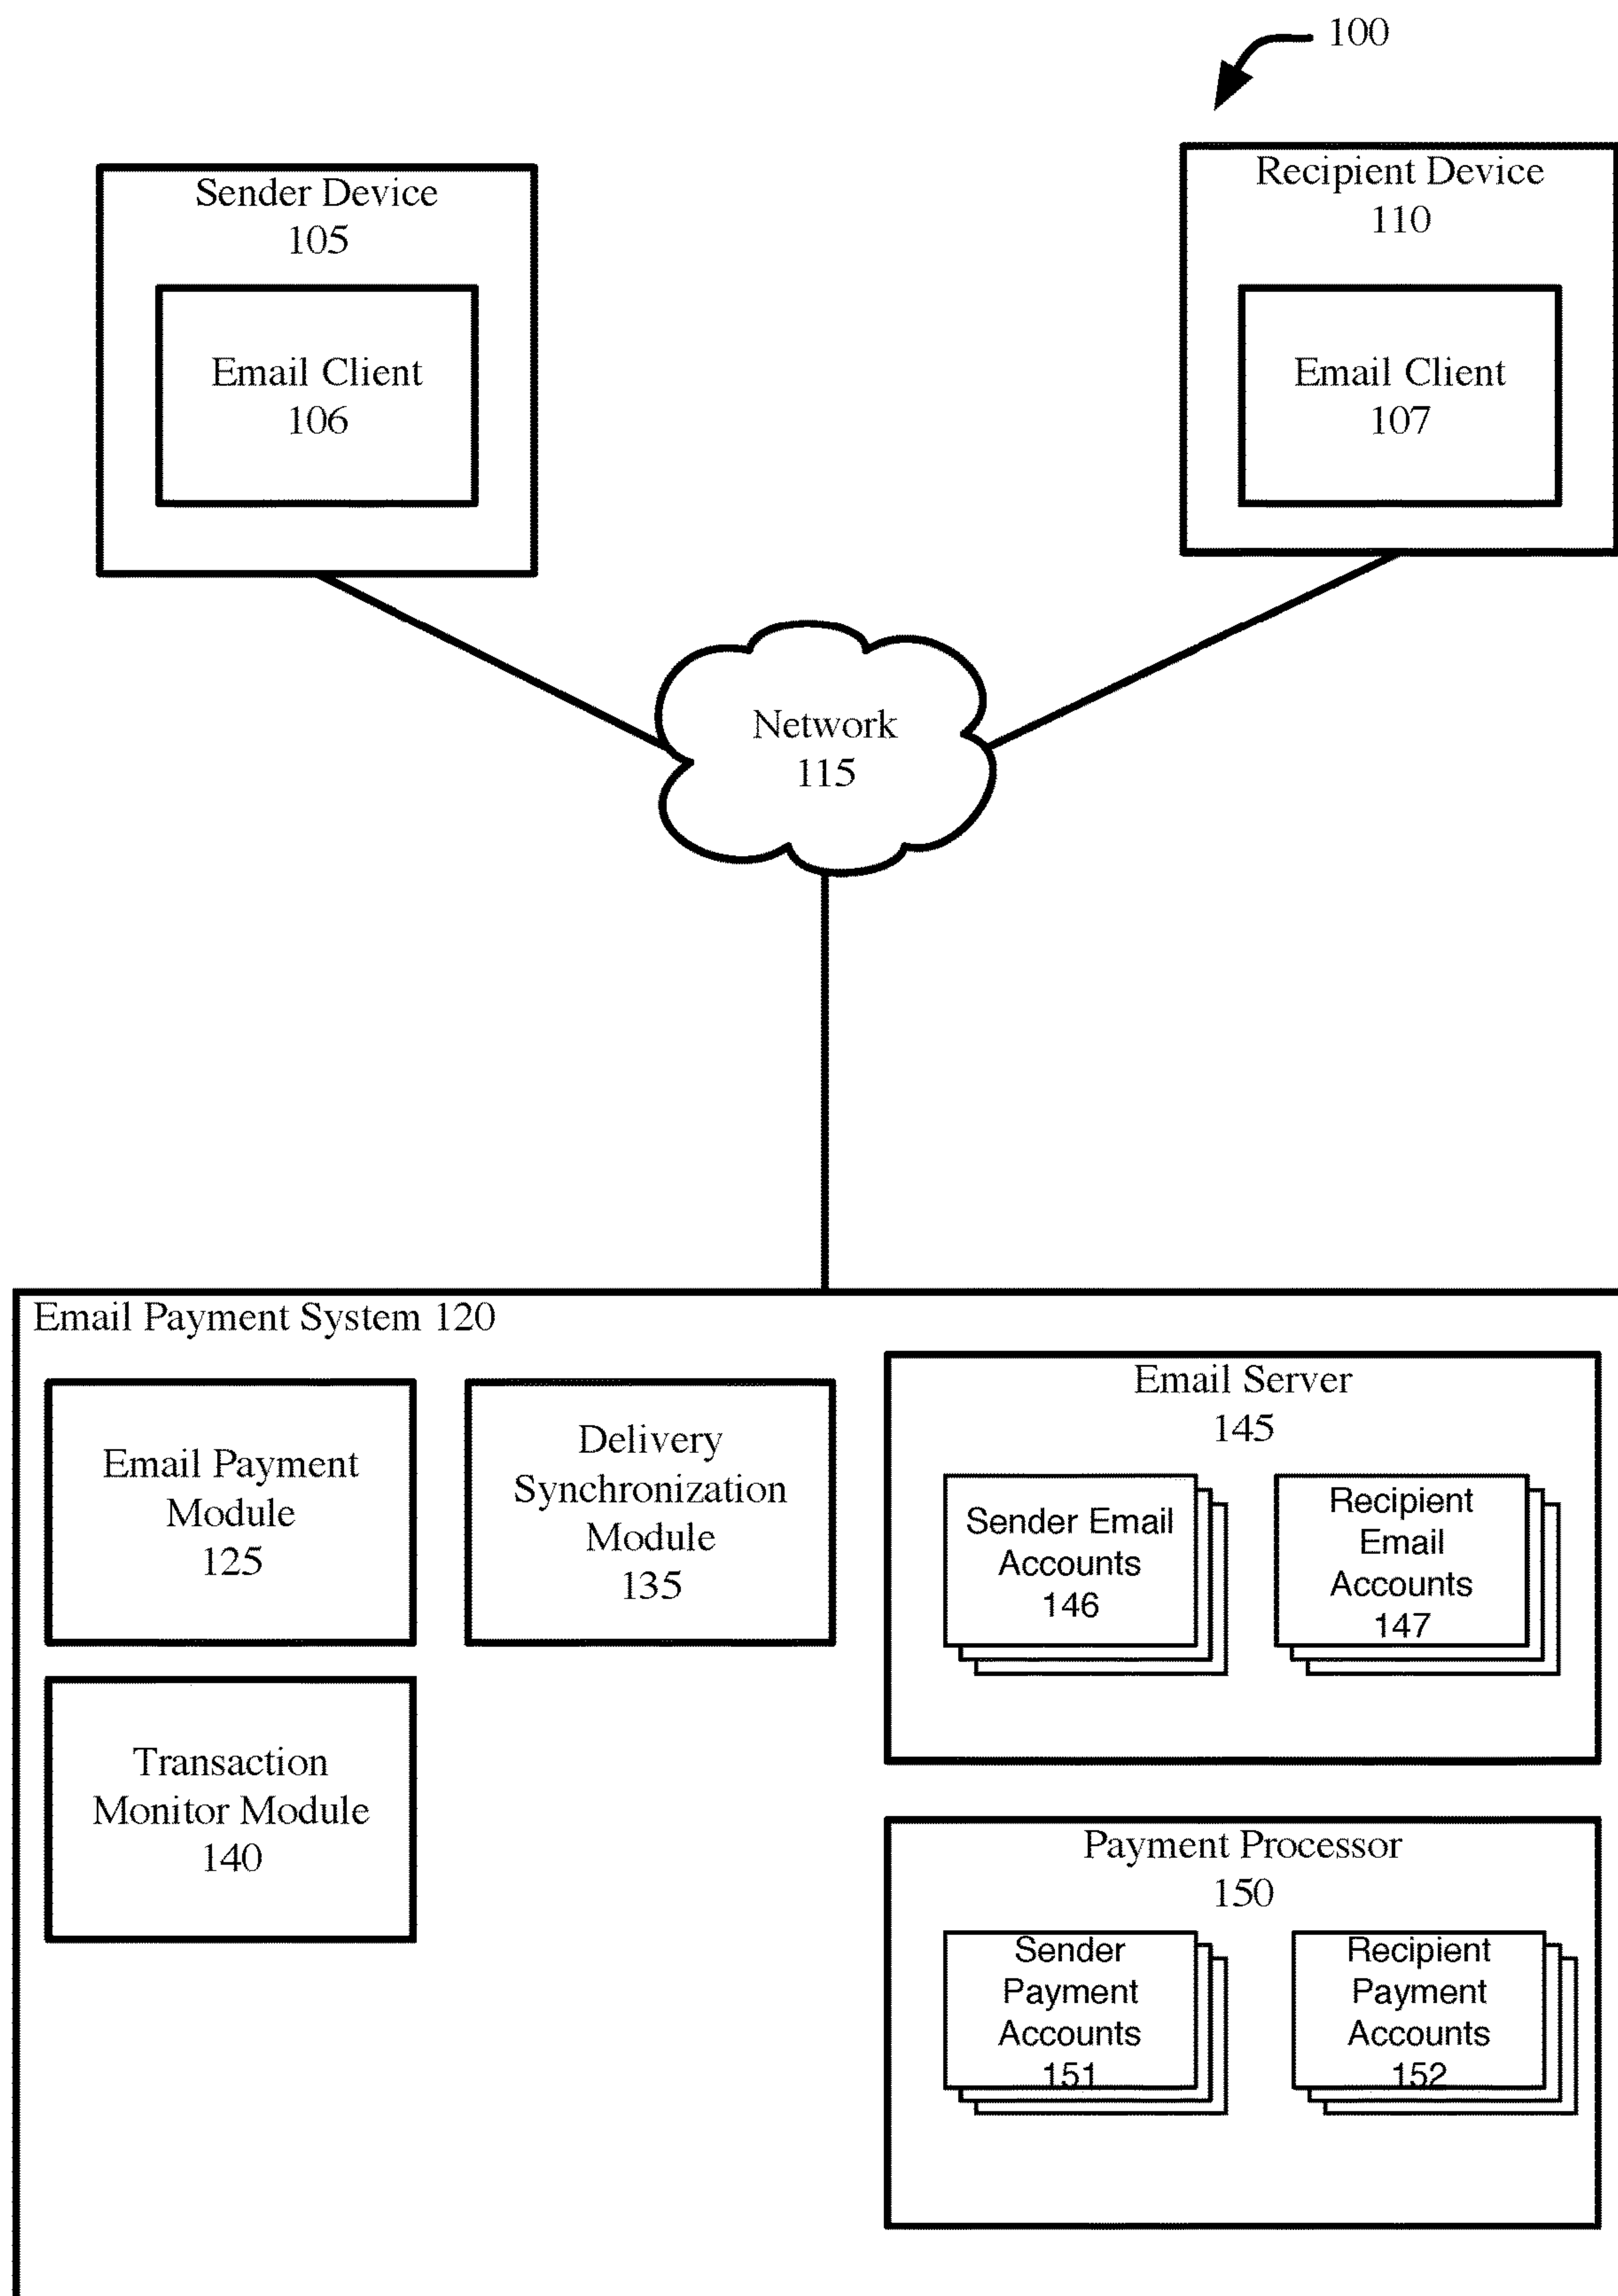 100
Sender Device
105
Email Client
106
Recipient Device
110
Email Client
107
Network
115
Email Payment System 120
Email Payment
Module
125
Delivery
Synchronization
Module
135
Transaction
Monitor Module
140
Email Server
145
Sender Email
Accounts
146
Recipient
Email
Accounts
147
Payment Processor
150
Sender
Payment
Accounts
151
Recipient
Payment
Accounts
152